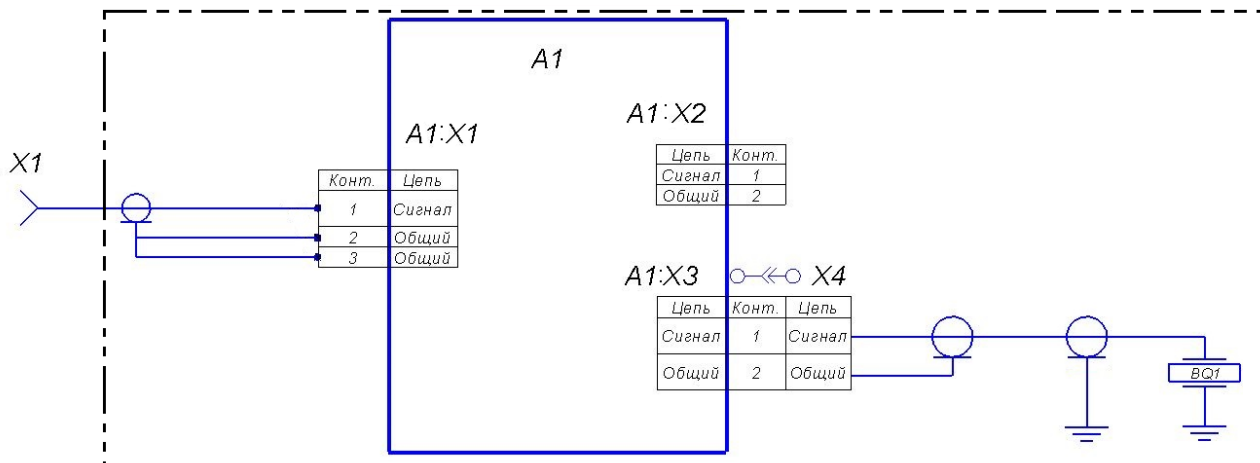 A1
A1:X2
A1:X1
X1
Цепь Конт.
Сигнал 1
Общий 2
Конт. Цепь
1 Сигнал
2 Общий
3 Общий
A1:X3 X4
Цепь Конт. Цепь
Сигнал 1 Сигнал
Общий 2 Общий
BQ1